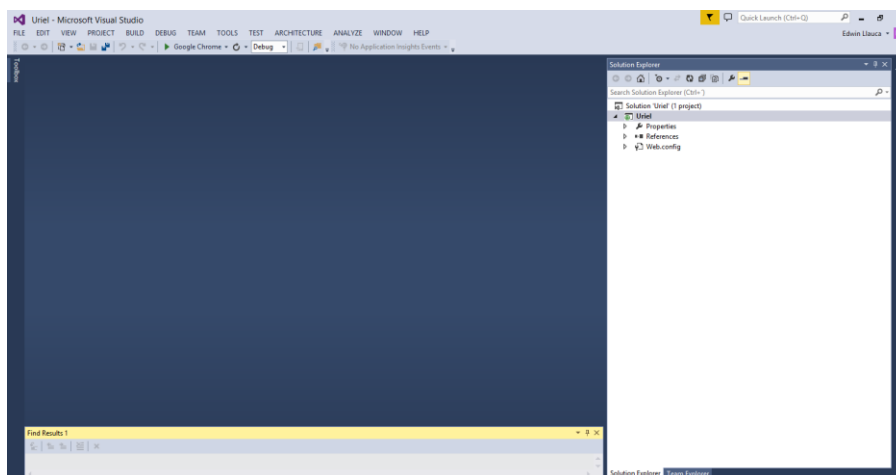 Uriel - Microsoft Visual Studio
Quick Launch (Ctrl+Q)
FILE EDIT VIEW PROJECT BUILD DEBUG TEAM TOOLS TEST ARCHITECTURE ANALYZE WINDOW HELP
Edwin Llauca
Google Chrome Debug No Application Insights Events
Toolbox
Solution Explorer
Search Solution Explorer (Ctrl+´)
Solution 'Uriel' (1 project)
Uriel
Properties
References
Web.config
Find Results 1
Solution Explorer Team Explorer